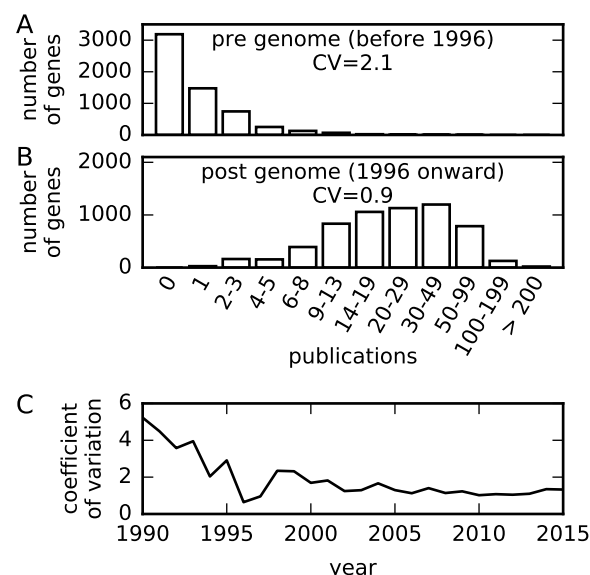 A
number
of genes
3000
2000
1000
0
pre genome (before 1996)
CV=2.1
B
number
of genes
2000
1000
0
post genome (1996 onward)
CV=0.9
0
1
2-3
4-5
6-8
9-13
14-19
20-29
30-49
50-99
100-199
> 200
publications
C
coefficient
of variation
6
4
2
0
1990
1995
2000
2005
2010
2015
year